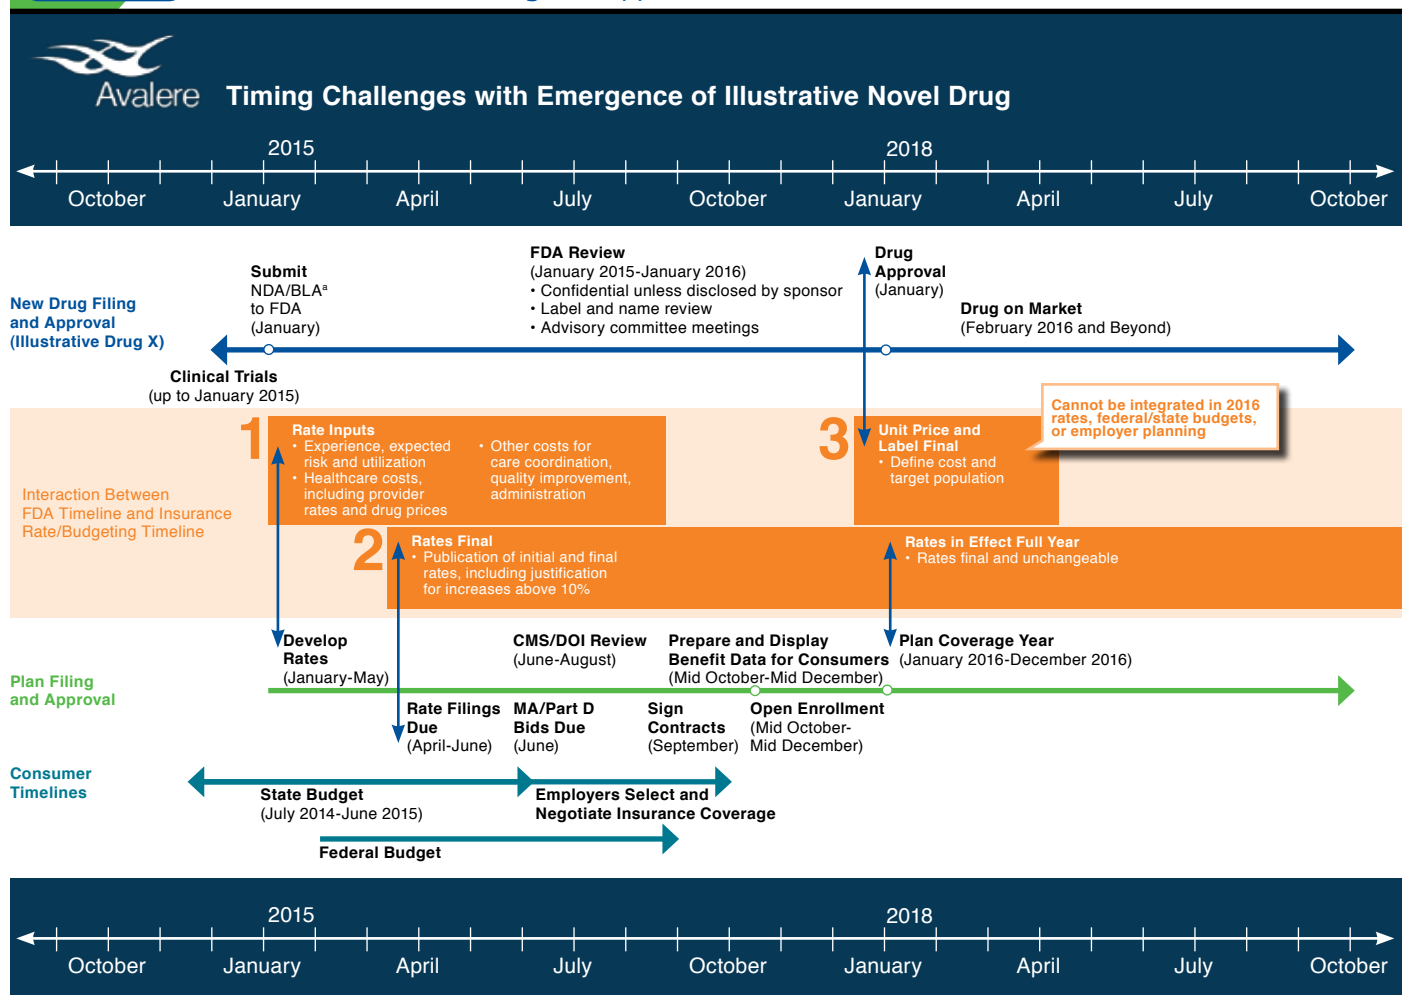 Avalere
Timing Challenges with Emergence of Illustrative Novel Drug
2015 2018
October January April July October January April July October
New Drug Filing
and Approval
(Illustrative Drug X)
Submit
NDA/BLAᵃ
to FDA
(January)
FDA Review
(January 2015-January 2016)
• Confidential unless disclosed by sponsor
• Label and name review
• Advisory committee meetings
Drug
Approval
(January)
Drug on Market
(February 2016 and Beyond)
Clinical Trials
(up to January 2015)
Interaction Between
FDA Timeline and Insurance
Rate/Budgeting Timeline
1
Rate Inputs
• Experience, expected
risk and utilization
• Healthcare costs,
including provider
rates and drug prices
• Other costs for
care coordination,
quality improvement,
administration
3
Unit Price and
Label Final
• Define cost and
target population
Cannot be integrated in 2016
rates, federal/state budgets,
or employer planning
2
Rates Final
• Publication of initial and final
rates, including justification
for increases above 10%
Rates in Effect Full Year
• Rates final and unchangeable
Plan Filing
and Approval
Develop
Rates
(January-May)
CMS/DOI Review
(June-August)
Prepare and Display
Benefit Data for Consumers
(Mid October-Mid December)
Plan Coverage Year
(January 2016-December 2016)
Rate Filings
Due
(April-June)
MA/Part D
Bids Due
(June)
Sign
Contracts
(September)
Open Enrollment
(Mid October-
Mid December)
Consumer
Timelines
State Budget
(July 2014-June 2015)
Employers Select and
Negotiate Insurance Coverage
Federal Budget
2015 2018
October January April July October January April July October